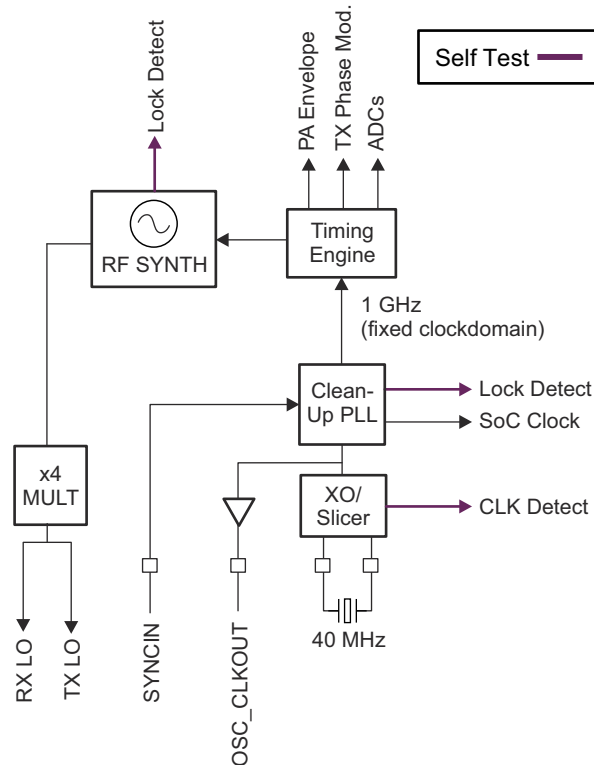 Self Test
Lock Detect
PA Envelope
TX Phase Mod.
ADCs
RF SYNTH
Timing
Engine
1 GHz
(fixed clockdomain)
Clean-
Up PLL
Lock Detect
SoC Clock
x4
MULT
XO/
Slicer
CLK Detect
40 MHz
RX LO
TX LO
SYNCIN
OSC_CLKOUT